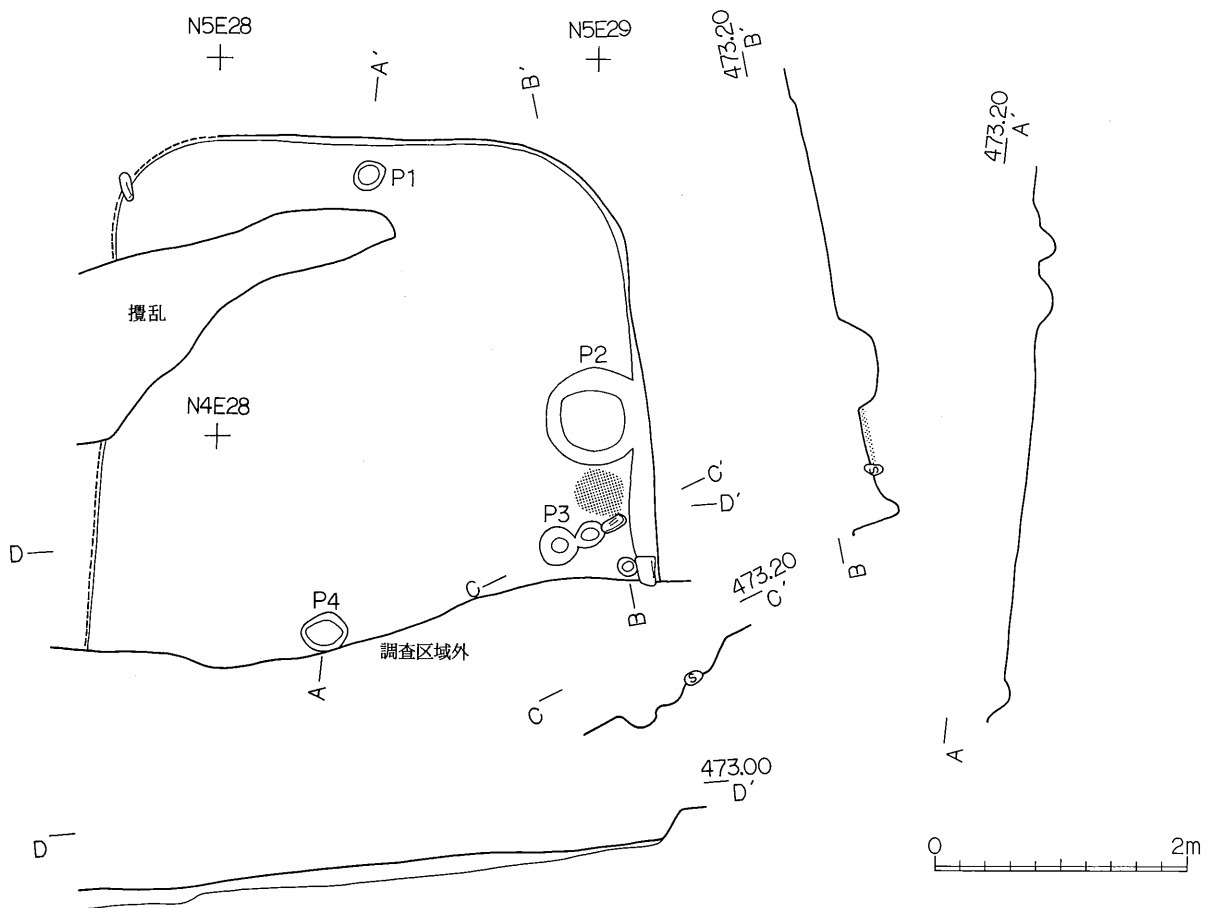 N5E28
N5E29
A′
B′
473.20
B′
473.20
A′
P1
攪乱
P2
N4E28
C′
D′
P3
S
D
C
B
B
473.20
C′
P4
調査区域外
A
S
C
A
473.00
D′
D
0
2m